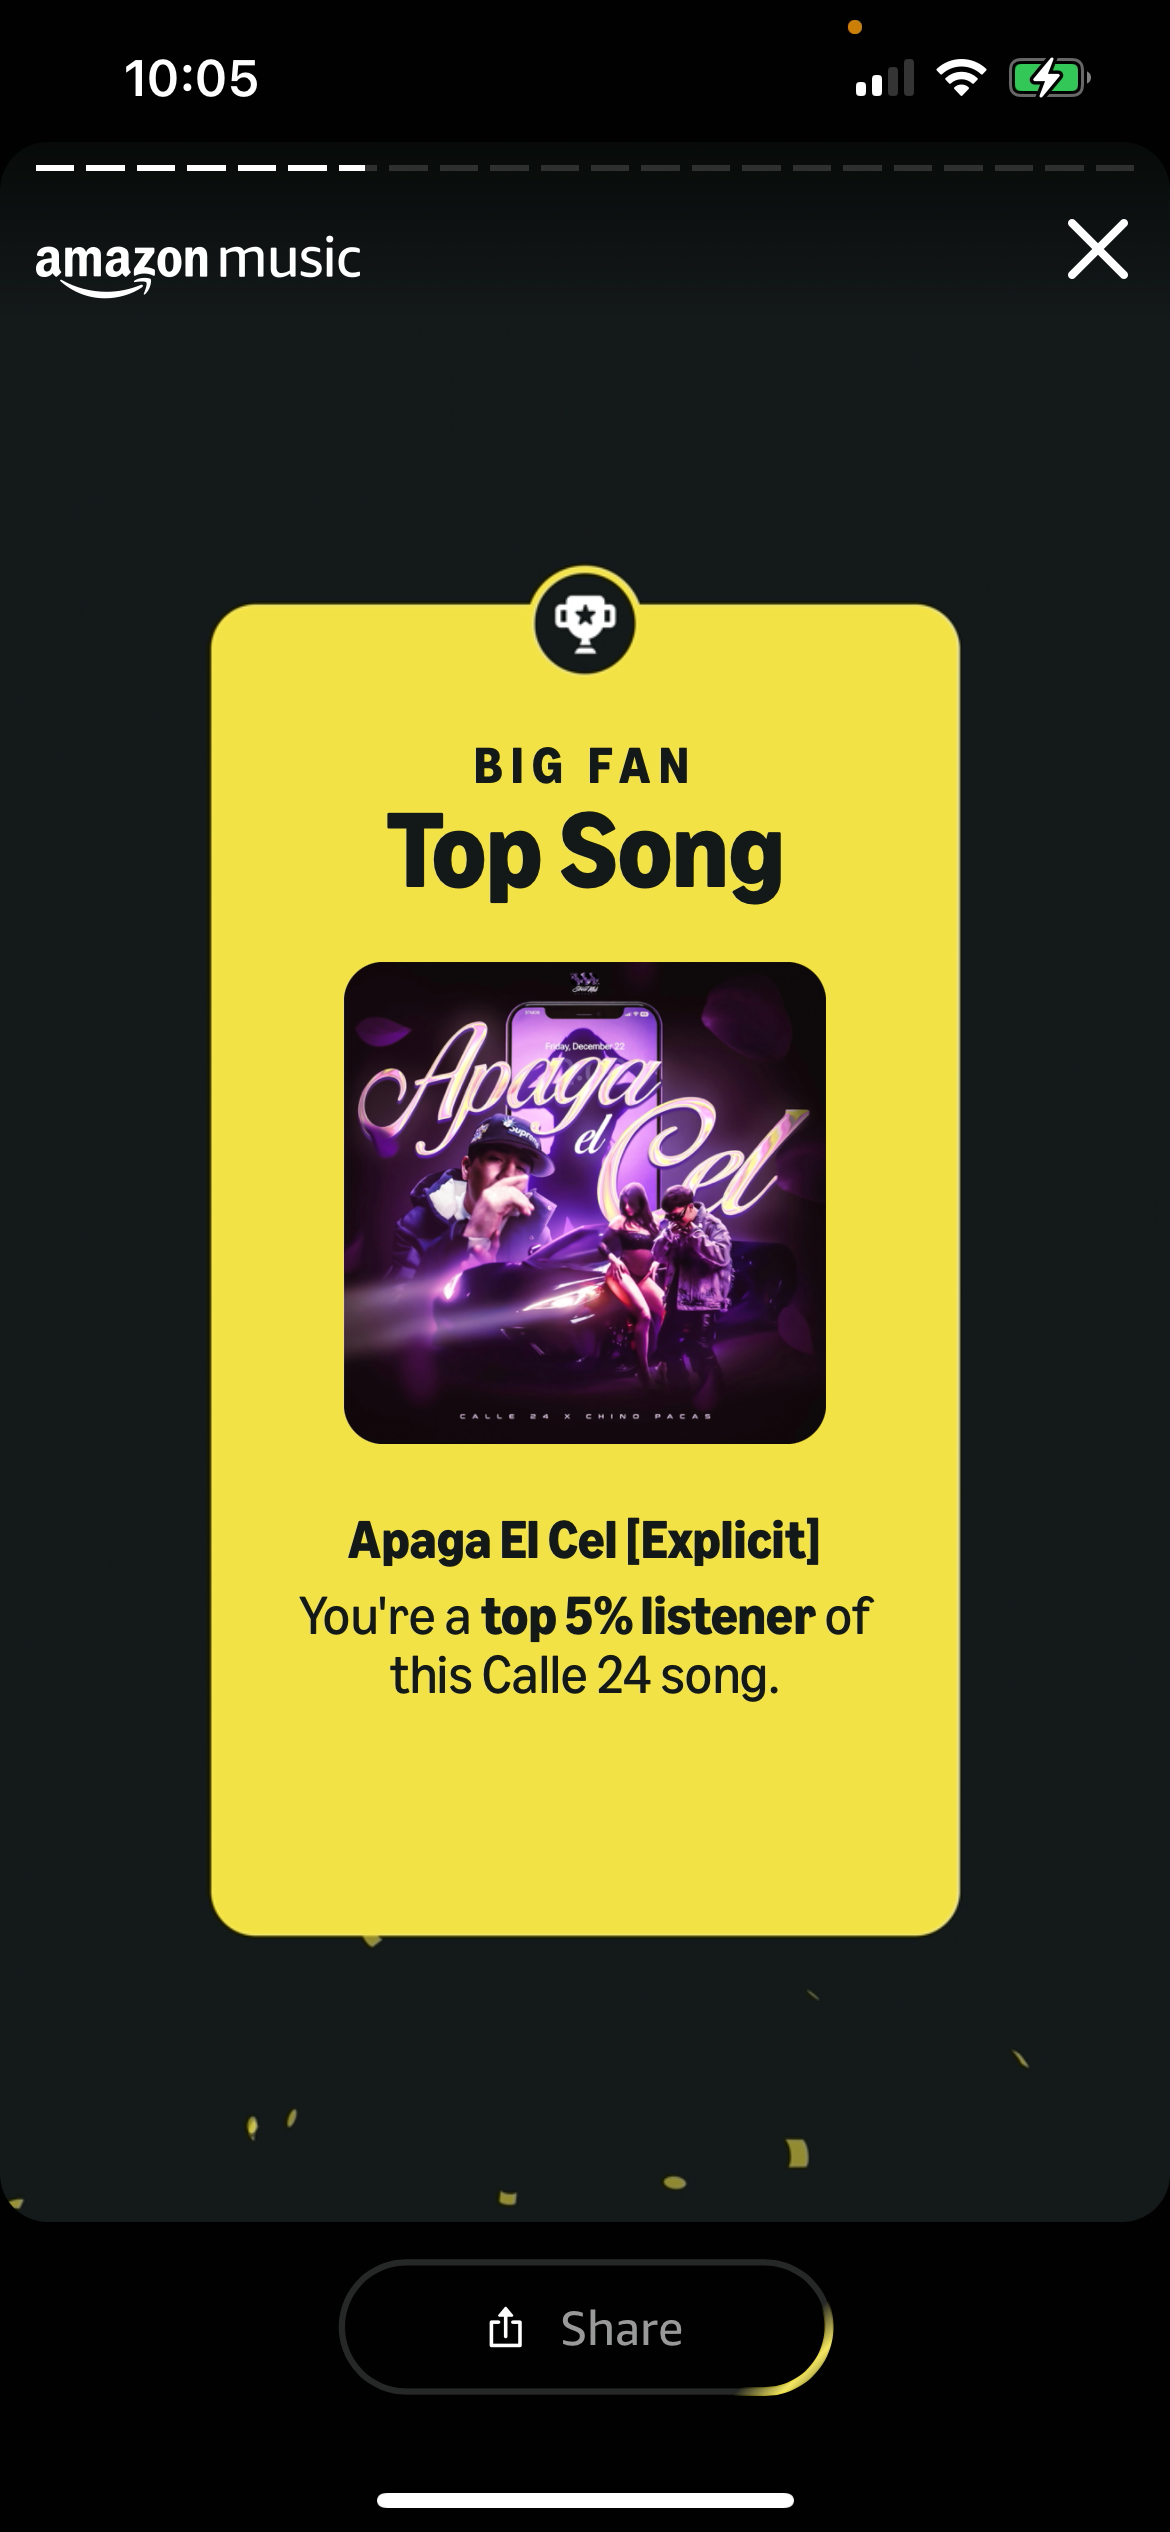 10:05
amazon music
BIG FAN
Top Song
Friday, December 22
Apaga
el
Cel
Supreme
CALLE 24 X CHINO PACAS
Apaga El Cel [Explicit]
You're a top 5% listener of
this Calle 24 song.
Share